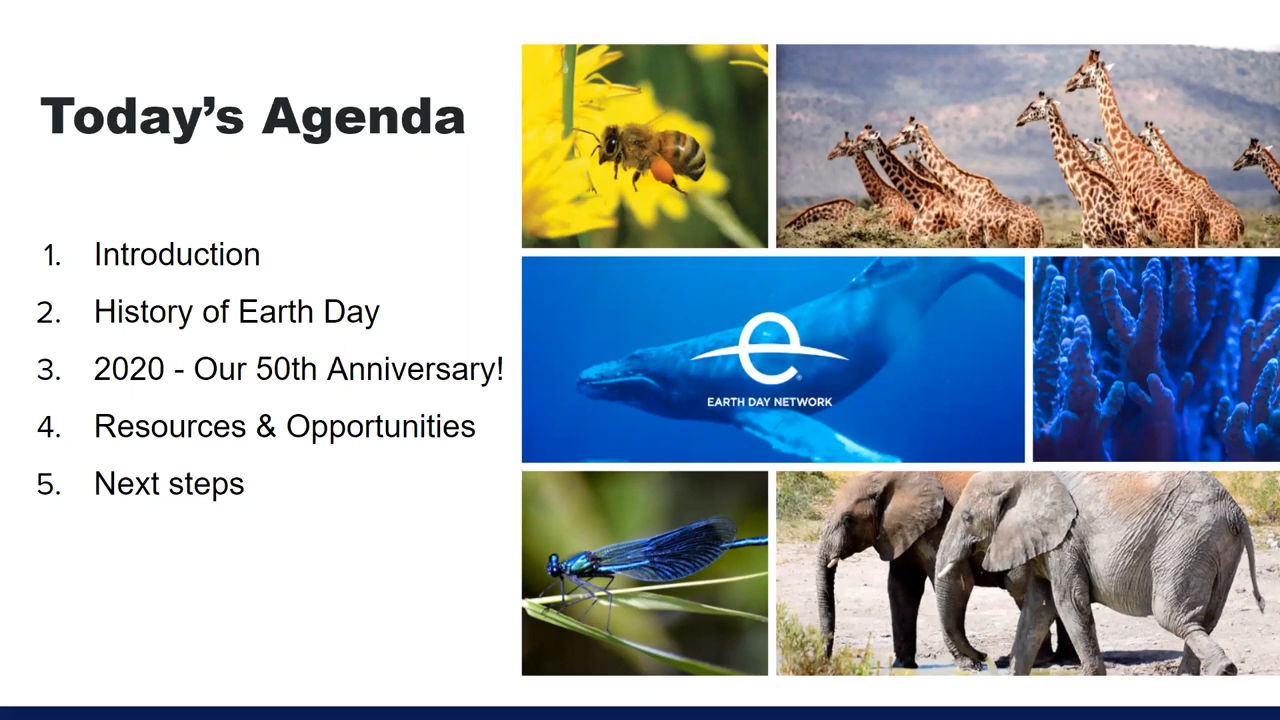 Today’s Agenda
1. Introduction
2. History of Earth Day
3. 2020 - Our 50th Anniversary!
4. Resources & Opportunities
5. Next steps
e
EARTH DAY NETWORK